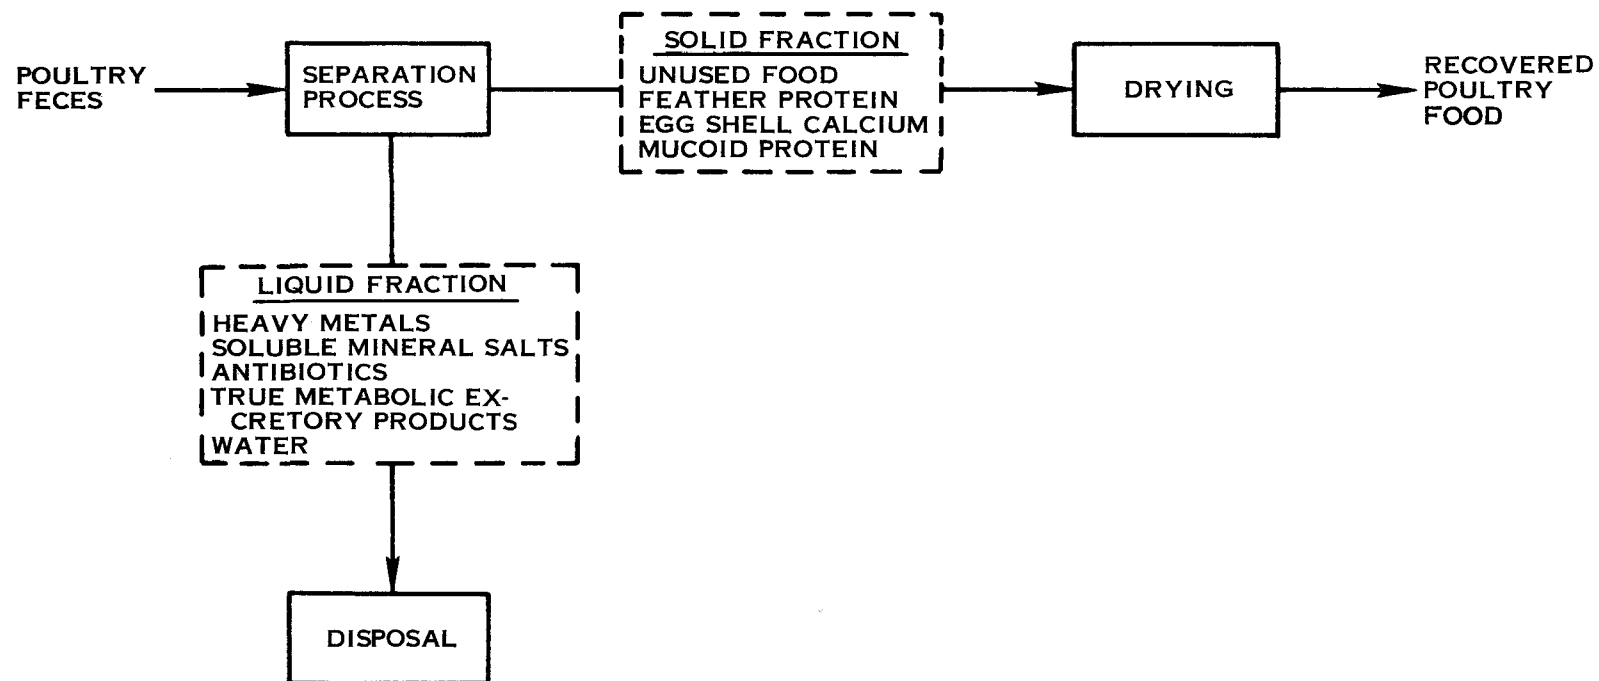 POULTRY
FECES
SEPARATION
PROCESS
SOLID FRACTION
UNUSED FOOD
FEATHER PROTEIN
EGG SHELL CALCIUM
MUCOID PROTEIN
DRYING
RECOVERED
POULTRY
FOOD
LIQUID FRACTION
HEAVY METALS
SOLUBLE MINERAL SALTS
ANTIBIOTICS
TRUE METABOLIC EX-
CRETORY PRODUCTS
WATER
DISPOSAL